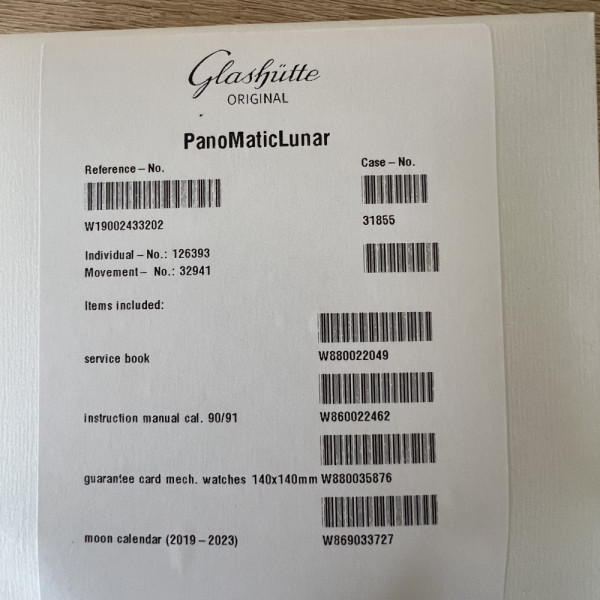 Glashütte
ORIGINAL
PanoMaticLunar
Reference – No. Case – No.
W19002433202 31855
Individual – No.: 126393
Movement – No.: 32941
Items included:
service book W880022049
instruction manual cal. 90/91 W860022462
guarantee card mech. watches 140x140mm W880035876
moon calendar (2019 – 2023) W869033727